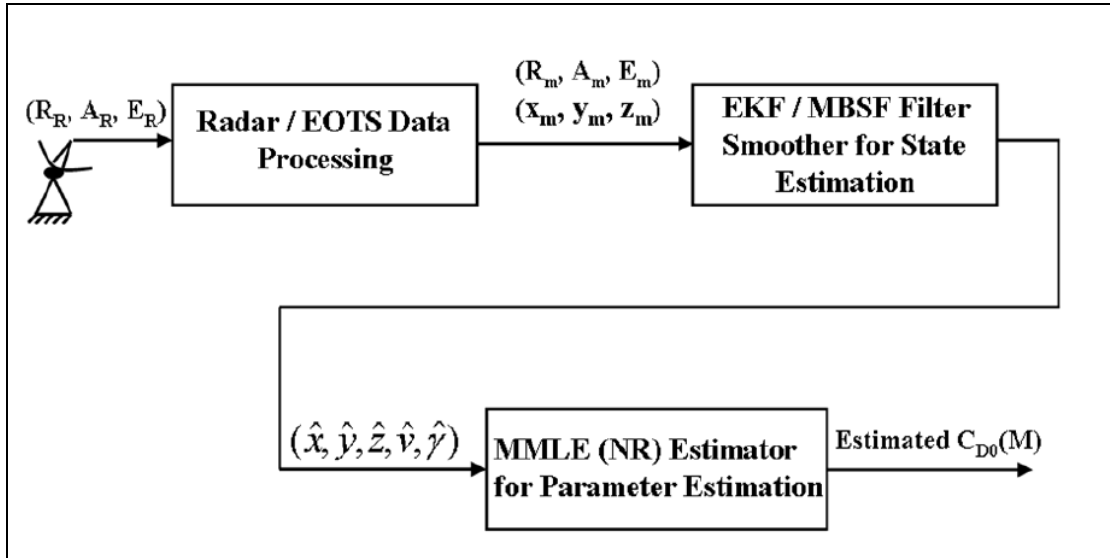 (R_R, A_R, E_R)
Radar / EOTS Data
Processing
(R_m, A_m, E_m)
(x_m, y_m, z_m)
EKF / MBSF Filter
Smoother for State
Estimation
(x̂, ŷ, ẑ, v̂, γ̂)
MMLE (NR) Estimator
for Parameter Estimation
Estimated C_D0(M)